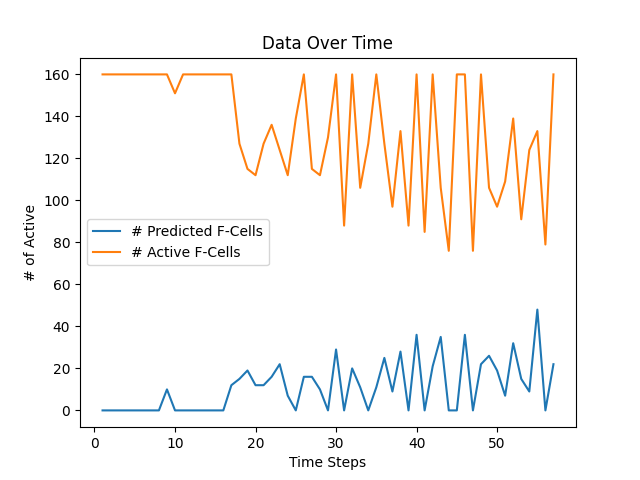 Data Over Time
# of Active
160
140
120
100
80
60
40
20
0
# Predicted F-Cells
# Active F-Cells
0 10 20 30 40 50
Time Steps